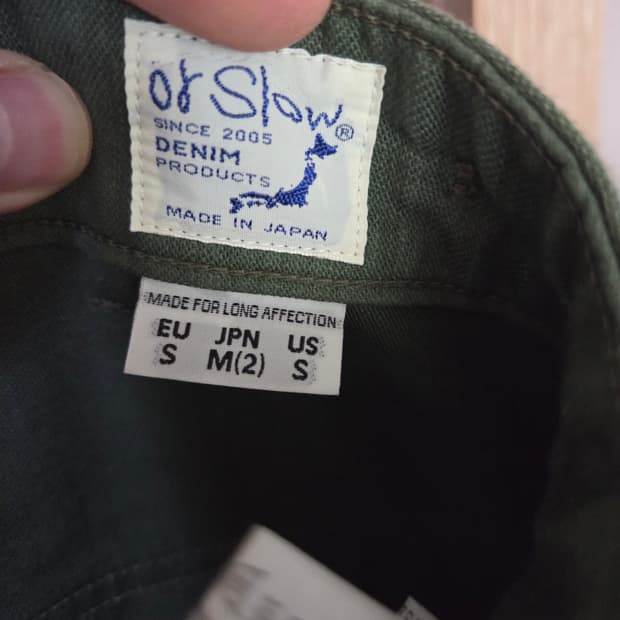 or Slow®
SINCE 2005
DENIM
PRODUCTS
MADE IN JAPAN
MADE FOR LONG AFFECTION
EU JPN US
S M(2) S